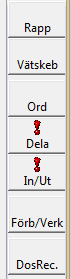 Rapp
Vätskeb
Ord
Dela
In/Ut
Förb/Verk
DosRec.